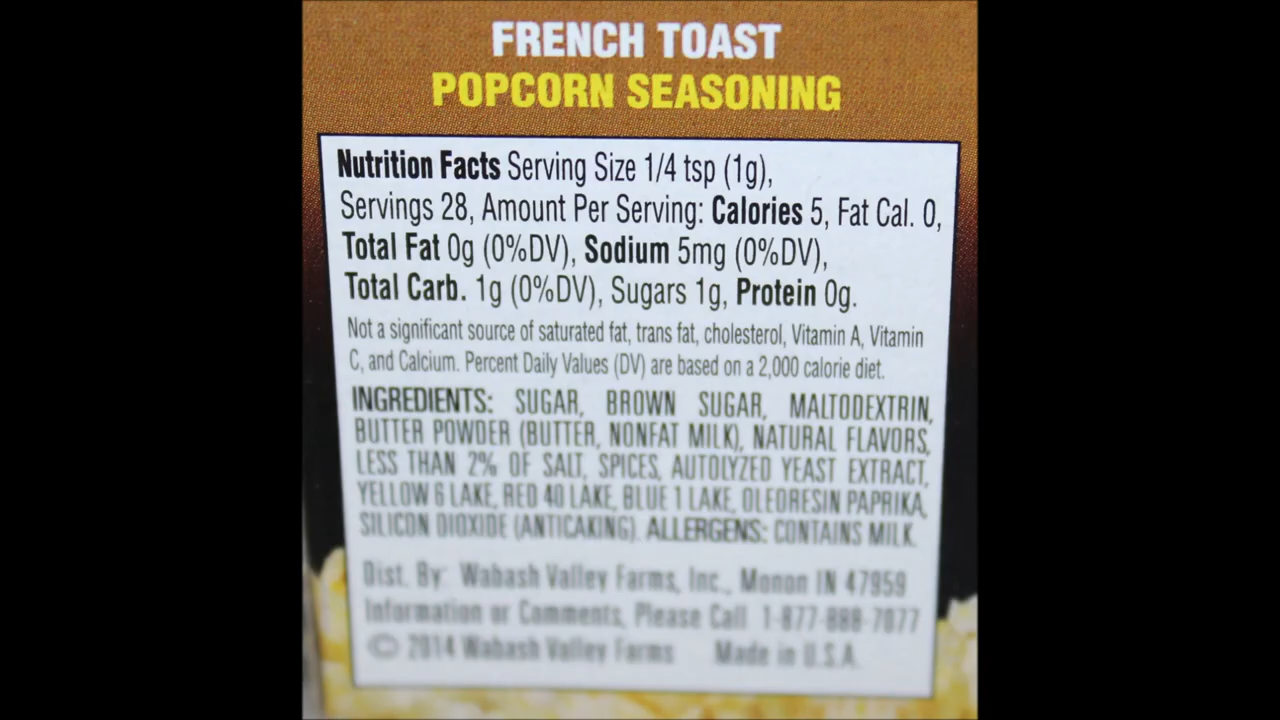 FRENCH TOAST
POPCORN SEASONING
Nutrition Facts Serving Size 1/4 tsp (1g),
Servings 28, Amount Per Serving: Calories 5, Fat Cal. 0,
Total Fat 0g (0%DV), Sodium 5mg (0%DV),
Total Carb. 1g (0%DV), Sugars 1g, Protein 0g.
Not a significant source of saturated fat, trans fat, cholesterol, Vitamin A, Vitamin
C, and Calcium. Percent Daily Values (DV) are based on a 2,000 calorie diet.
INGREDIENTS: SUGAR, BROWN SUGAR, MALTODEXTRIN,
BUTTER POWDER (BUTTER, NONFAT MILK), NATURAL FLAVORS,
LESS THAN 2% OF SALT, SPICES, AUTOLYZED YEAST EXTRACT,
YELLOW 6 LAKE, RED 40 LAKE, BLUE 1 LAKE, OLEORESIN PAPRIKA,
SILICON DIOXIDE (ANTICAKING). ALLERGENS: CONTAINS MILK.
Dist. By: Wabash Valley Farms, Inc., Monon IN 47959
Information or Comments, Please Call 1-877-888-7077
© 2014 Wabash Valley Farms Made in U.S.A.